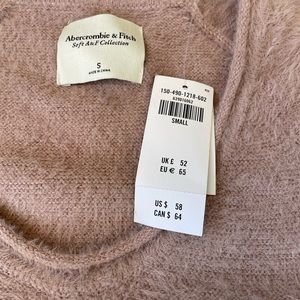 Abercrombie & Fitch
Soft A&F Collection
S
MADE IN CHINA
150-490-1218-602
SMALL
UK £ 52
EU € 65
US $ 58
CAN $ 64